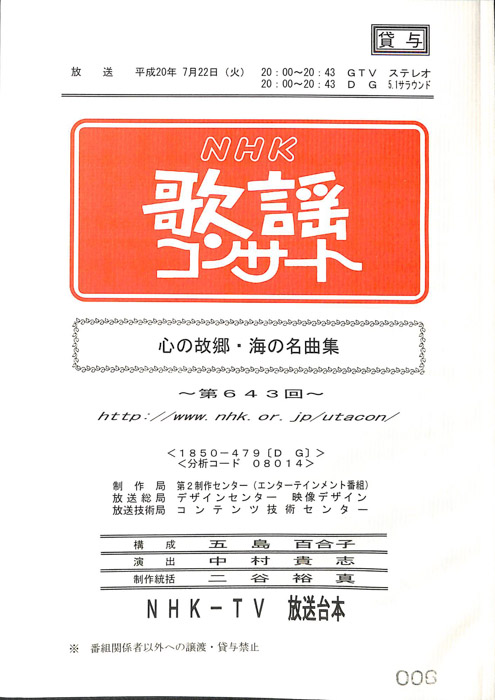 貸与
放 送 平成20年 7月22日（火） 20：00～20：43 ＧＴＶ ステレオ
20：00～20：43 Ｄ Ｇ 5.1サラウンド
NHK
歌謡
コンサート
心の故郷・海の名曲集
～第６４３回～
http://www.nhk.or.jp/utacon/
＜１８５０－４７９〔Ｄ Ｇ〕＞
＜分析コード ０８０１４＞
制 作 局 第２制作センター（エンターテインメント番組）
放送総局 デザインセンター 映像デザイン
放送技術局 コンテンツ技術センター
構 成 五 島 百合子
演 出 中 村 貴 志
制作統括 二 谷 裕 真
ＮＨＫ－ＴＶ 放送台本
※ 番組関係者以外への譲渡・貸与禁止
006